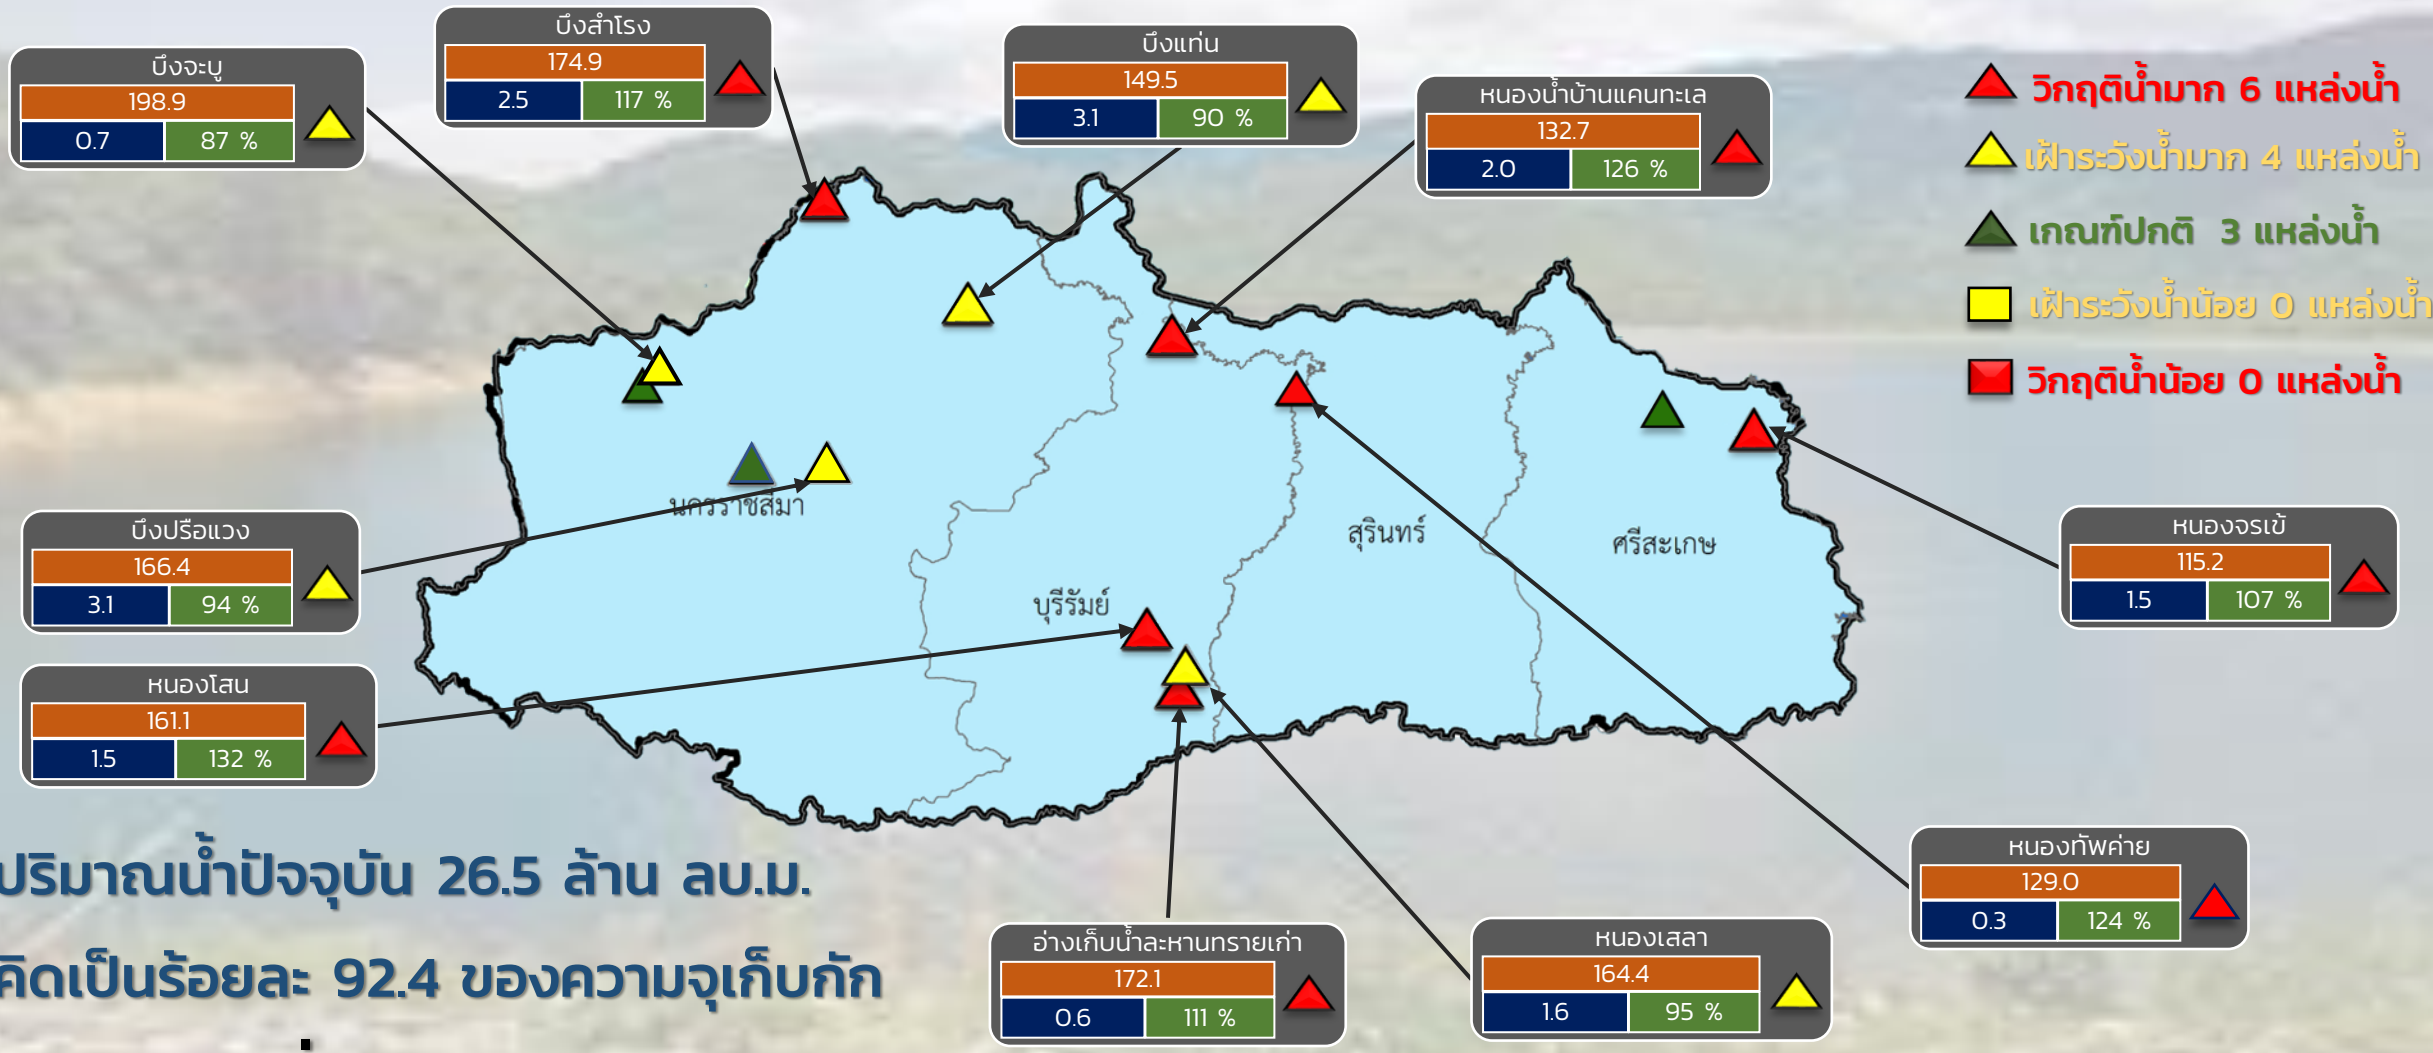 บึงจะบู
198.9
0.7 87 %
บึงสำโรง
174.9
2.5 117 %
บึงแท่น
149.5
3.1 90 %
หนองน้ำบ้านแคนทะเล
132.7
2.0 126 %
วิกฤติน้ำมาก 6 แหล่งน้ำ
เฝ้าระวังน้ำมาก 4 แหล่งน้ำ
เกณฑ์ปกติ 3 แหล่งน้ำ
เฝ้าระวังน้ำน้อย 0 แหล่งน้ำ
วิกฤติน้ำน้อย 0 แหล่งน้ำ
นครราชสีมา
บุรีรัมย์
สุรินทร์
ศรีสะเกษ
บึงปรือแวง
166.4
3.1 94 %
หนองโสน
161.1
1.5 132 %
หนองจรเข้
115.2
1.5 107 %
หนองทัพค่าย
129.0
0.3 124 %
อ่างเก็บน้ำละหานทรายเก่า
172.1
0.6 111 %
หนองเสลา
164.4
1.6 95 %
ปริมาณน้ำปัจจุบัน 26.5 ล้าน ลบ.ม.
คิดเป็นร้อยละ 92.4 ของความจุเก็บกัก